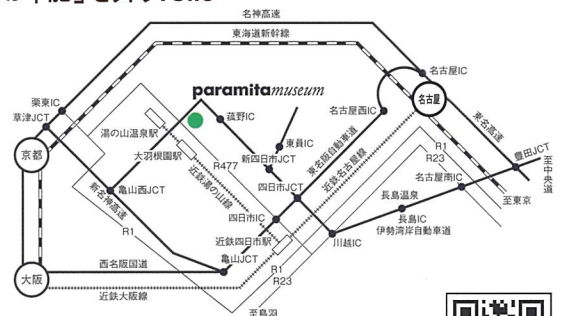 名神高速
東海道新幹線
paramitamuseum
栗東IC
草津JCT
京都
湯の山温泉駅
菰野IC
大羽根園駅
東員IC
新四日市JCT
R477
近鉄湯の山線
四日市JCT
東名阪自動車道
近鉄名古屋線
名古屋西IC
名古屋IC
名古屋
東名高速
R1
R23
豊田JCT
至中央道
名古屋南IC
至東京
長島温泉
長島IC
伊勢湾岸自動車道
川越IC
亀山西JCT
新名神高速
R1
四日市IC
近鉄四日市駅
亀山JCT
R1
R23
西名阪国道
大阪
近鉄大阪線
至鳥羽